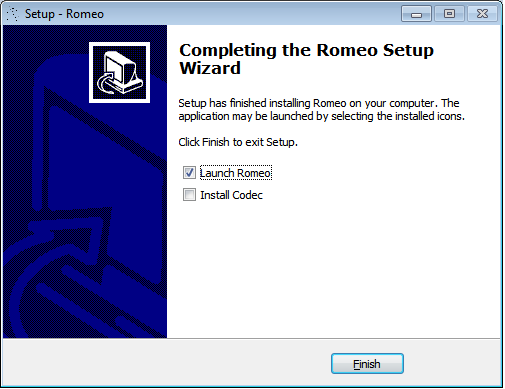 Setup - Romeo
Completing the Romeo Setup
Wizard
Setup has finished installing Romeo on your computer. The
application may be launched by selecting the installed icons.
Click Finish to exit Setup.
Launch Romeo
Install Codec
Finish